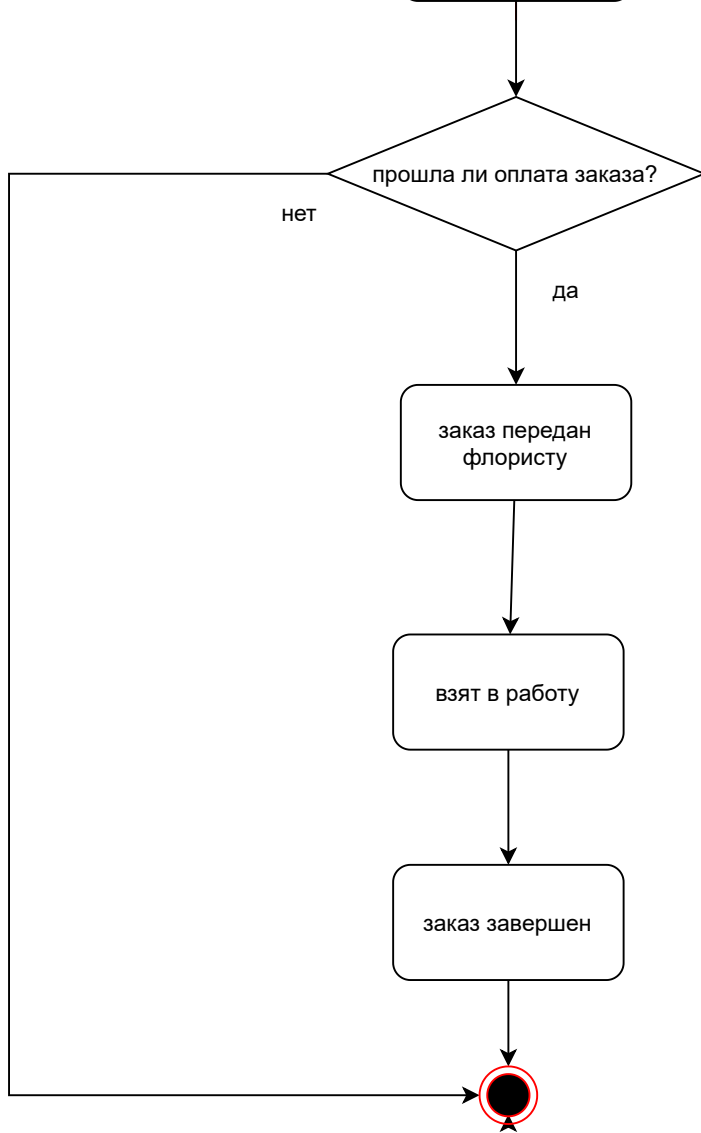 прошла ли оплата заказа?
нет
да
заказ передан
флористу
взят в работу
заказ завершен